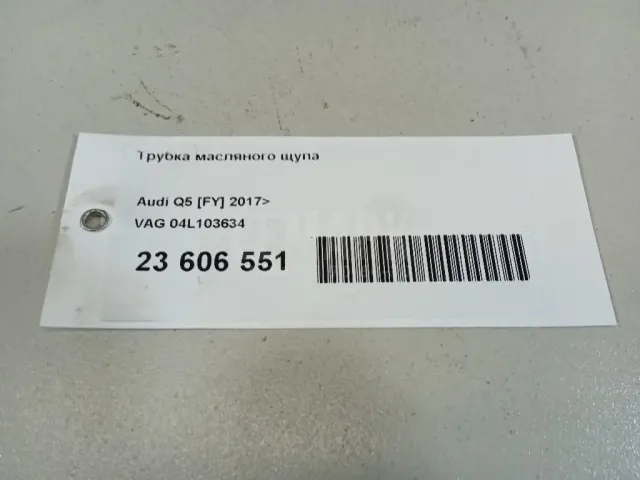 Трубка масляного щупа
Audi Q5 [FY] 2017>
VAG 04L103634
23 606 551